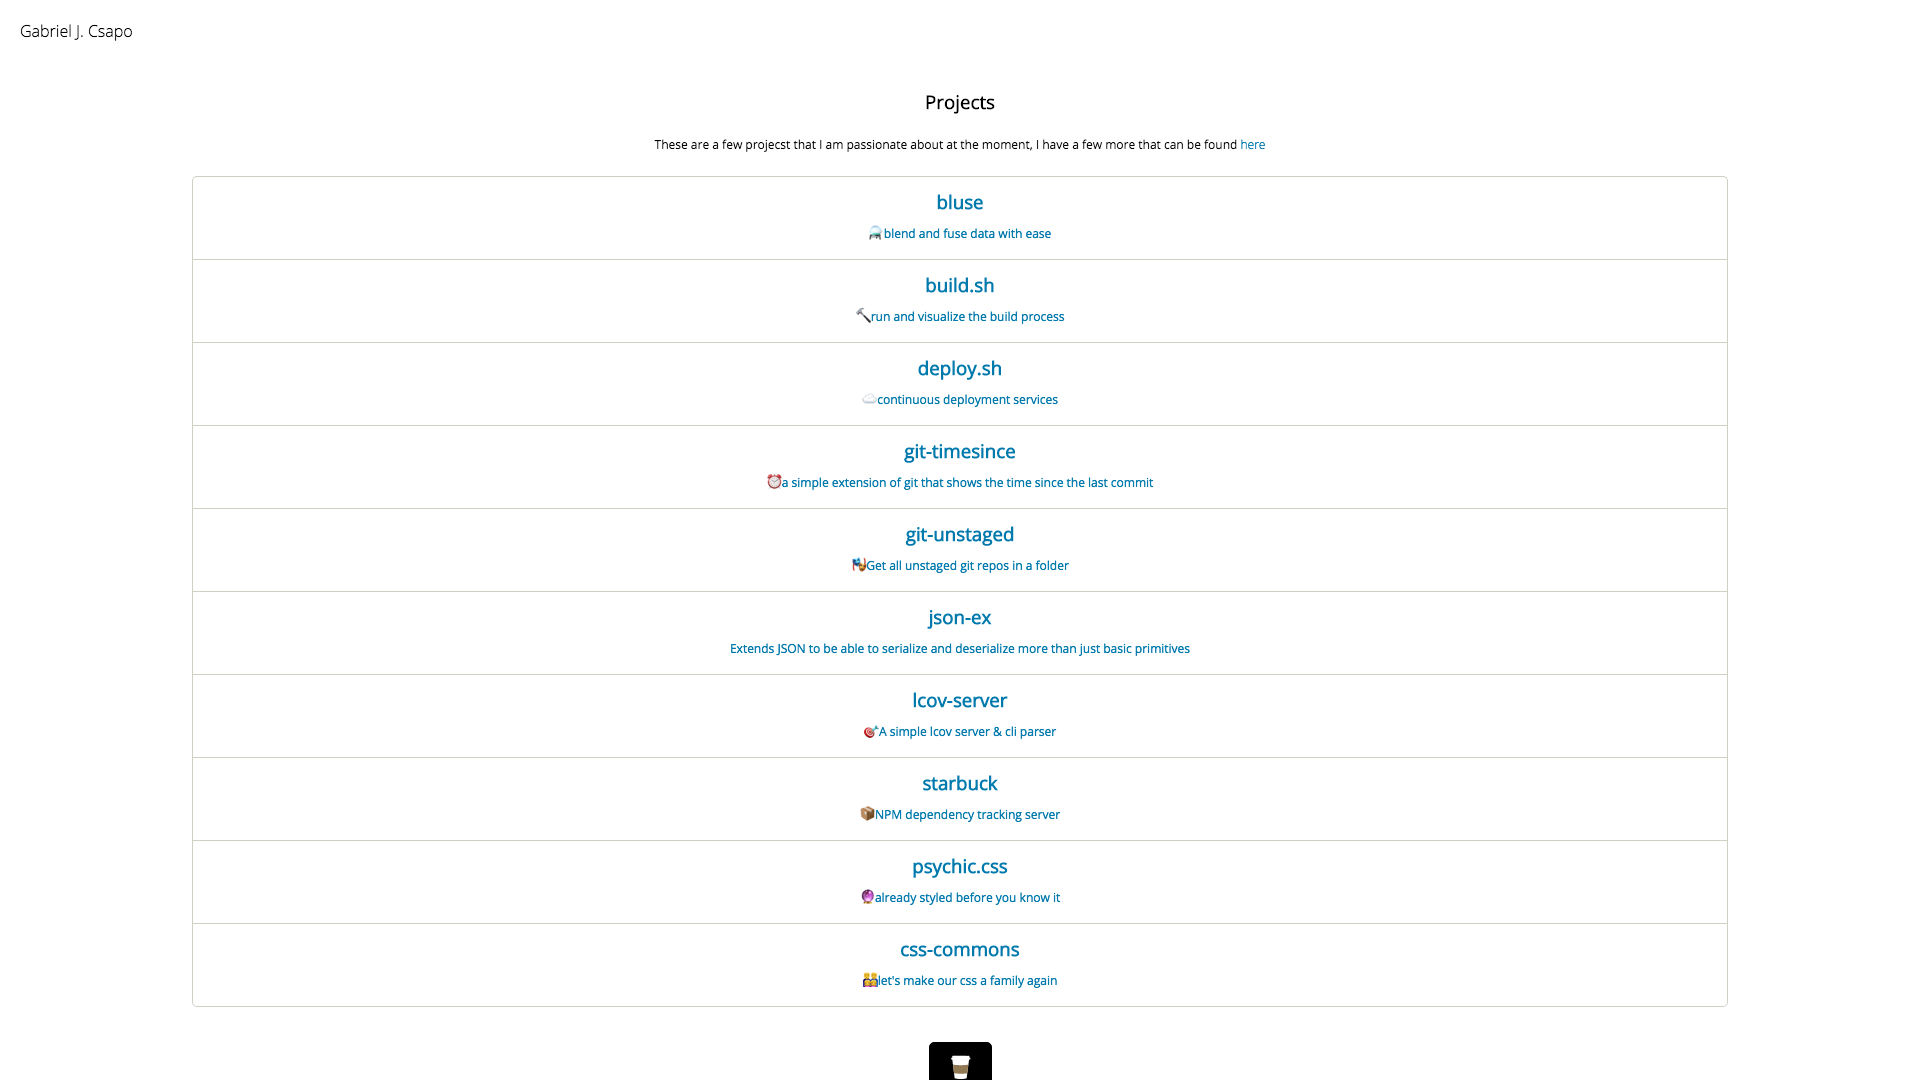 Gabriel J. Csapo
Projects
These are a few projecst that I am passionate about at the moment, I have a few more that can be found here
bluse
blend and fuse data with ease
build.sh
run and visualize the build process
deploy.sh
continuous deployment services
git-timesince
a simple extension of git that shows the time since the last commit
git-unstaged
Get all unstaged git repos in a folder
json-ex
Extends JSON to be able to serialize and deserialize more than just basic primitives
lcov-server
A simple lcov server & cli parser
starbuck
NPM dependency tracking server
psychic.css
already styled before you know it
css-commons
let's make our css a family again